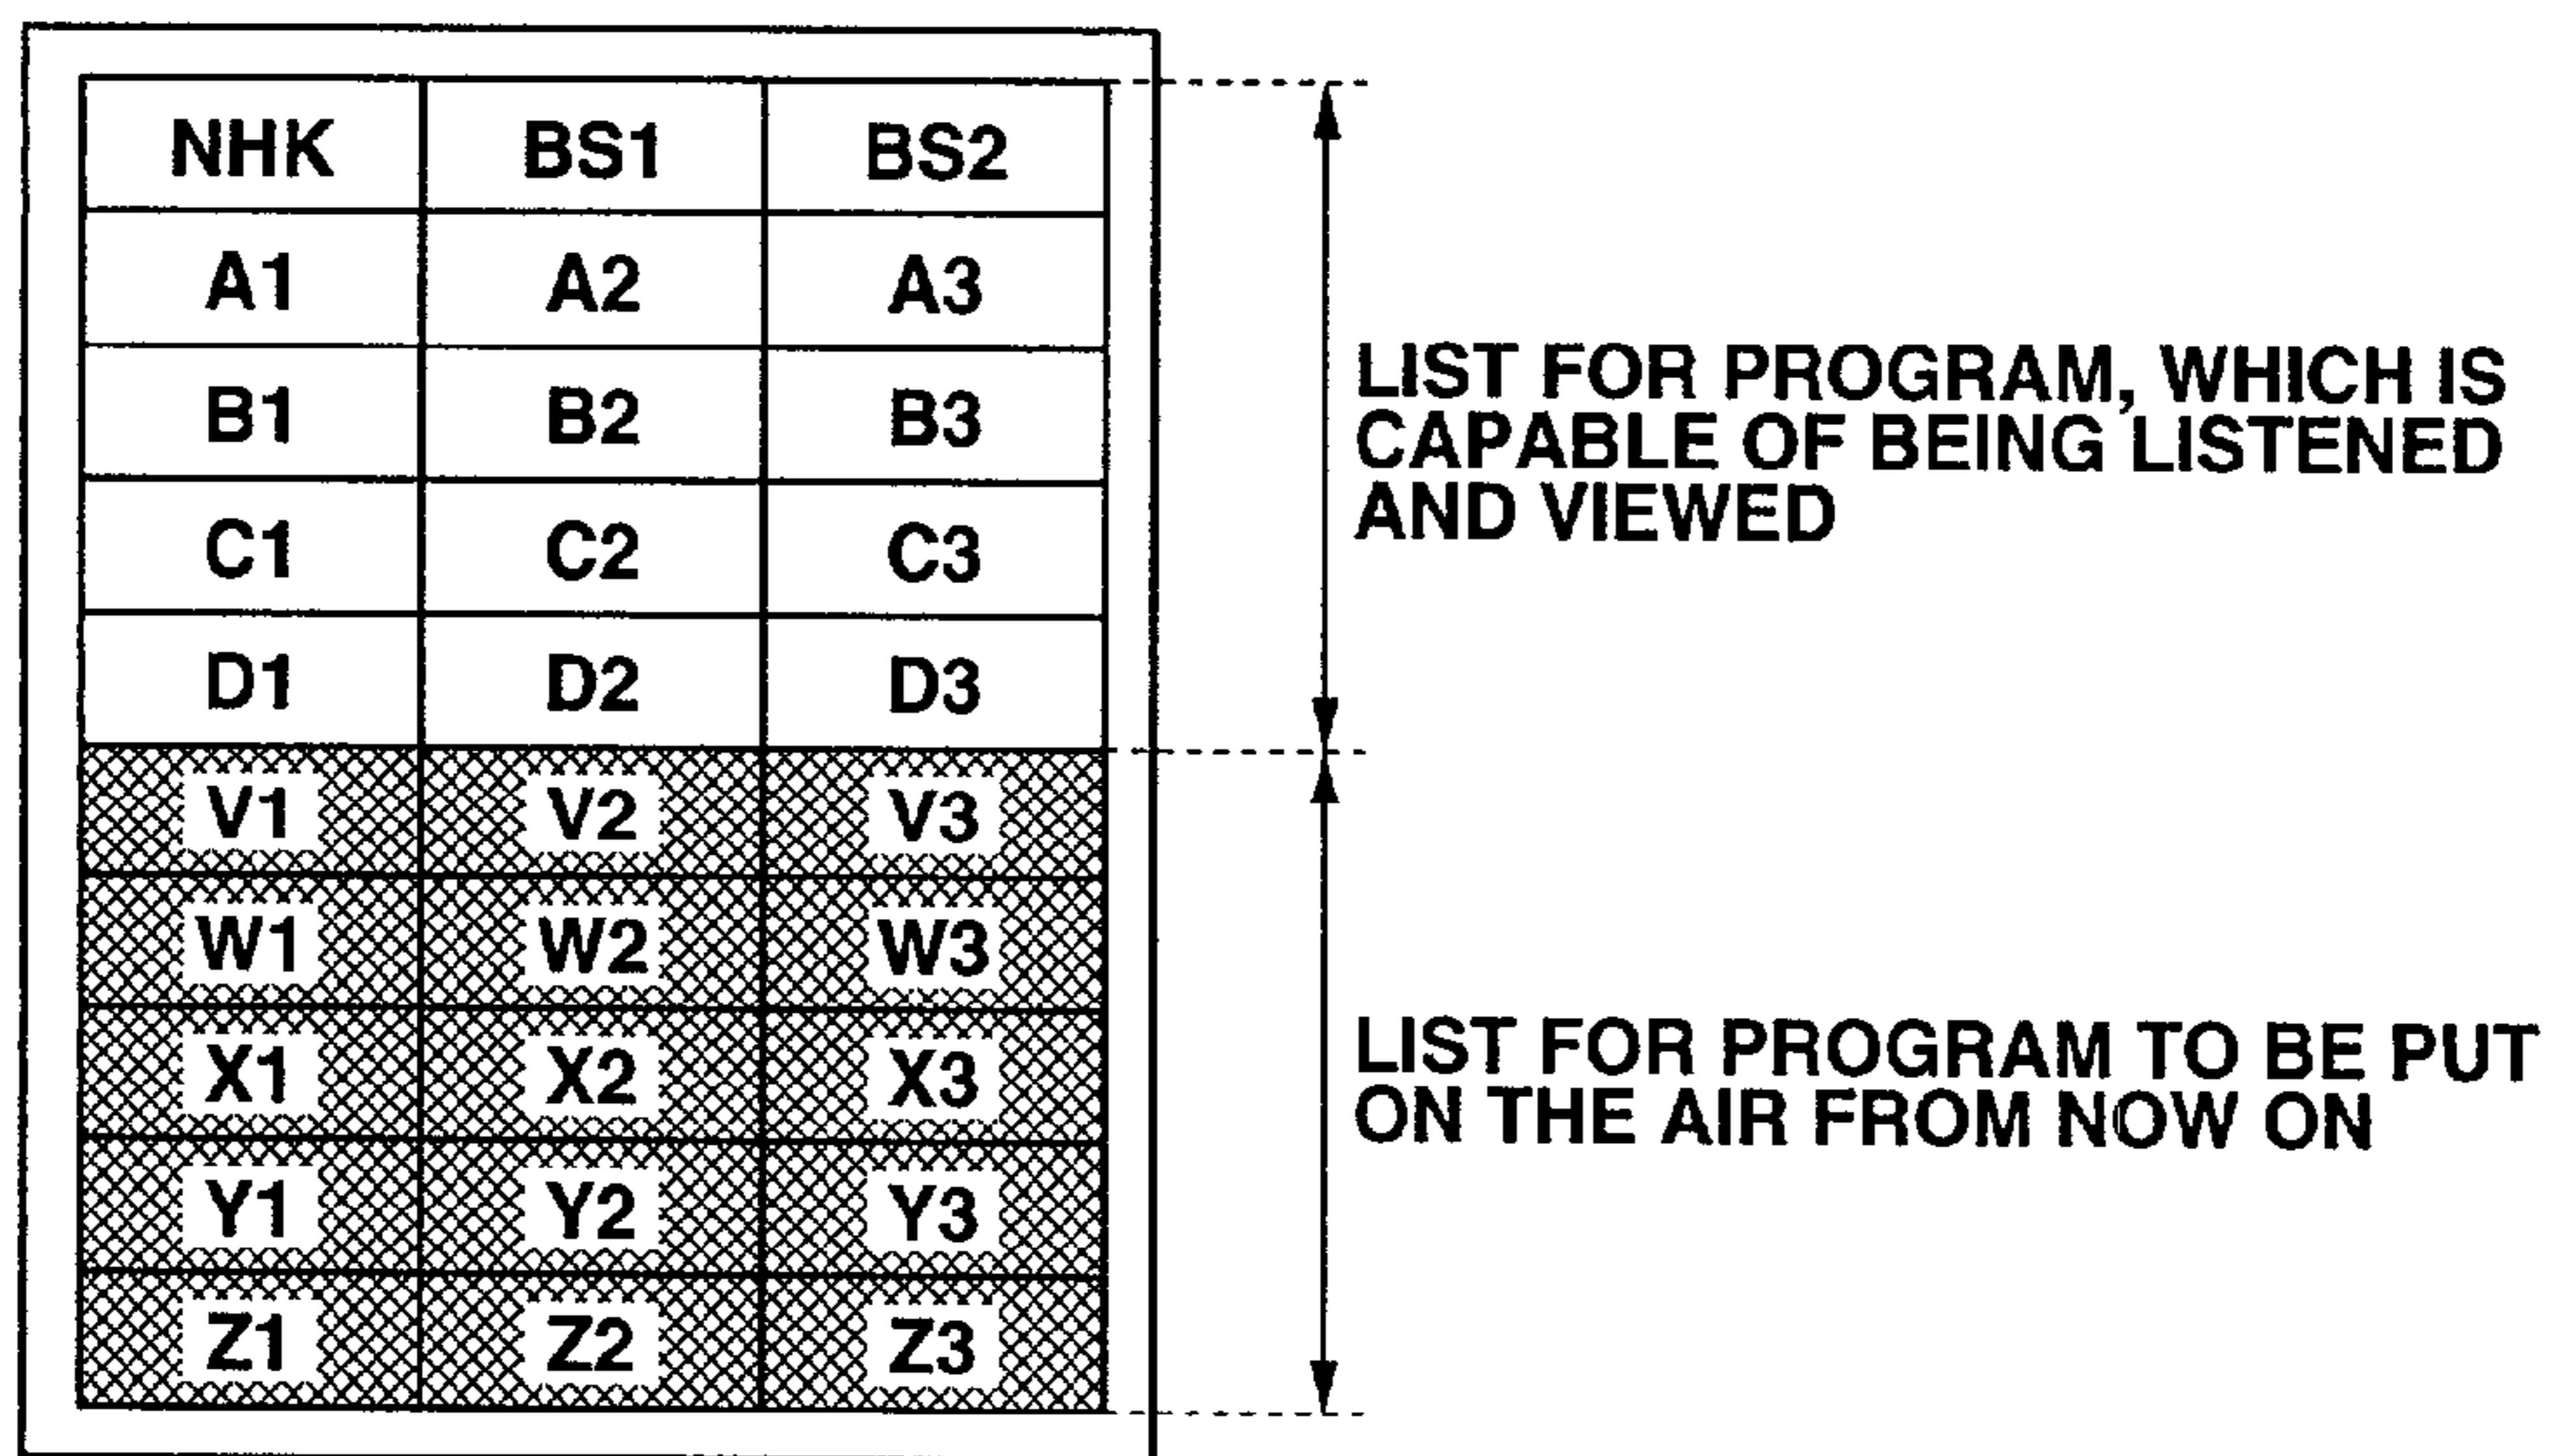 NHK BS1 BS2
A1 A2 A3
B1 B2 B3
C1 C2 C3
D1 D2 D3
V1 V2 V3
W1 W2 W3
X1 X2 X3
Y1 Y2 Y3
Z1 Z2 Z3
LIST FOR PROGRAM, WHICH IS
CAPABLE OF BEING LISTENED
AND VIEWED
LIST FOR PROGRAM TO BE PUT
ON THE AIR FROM NOW ON